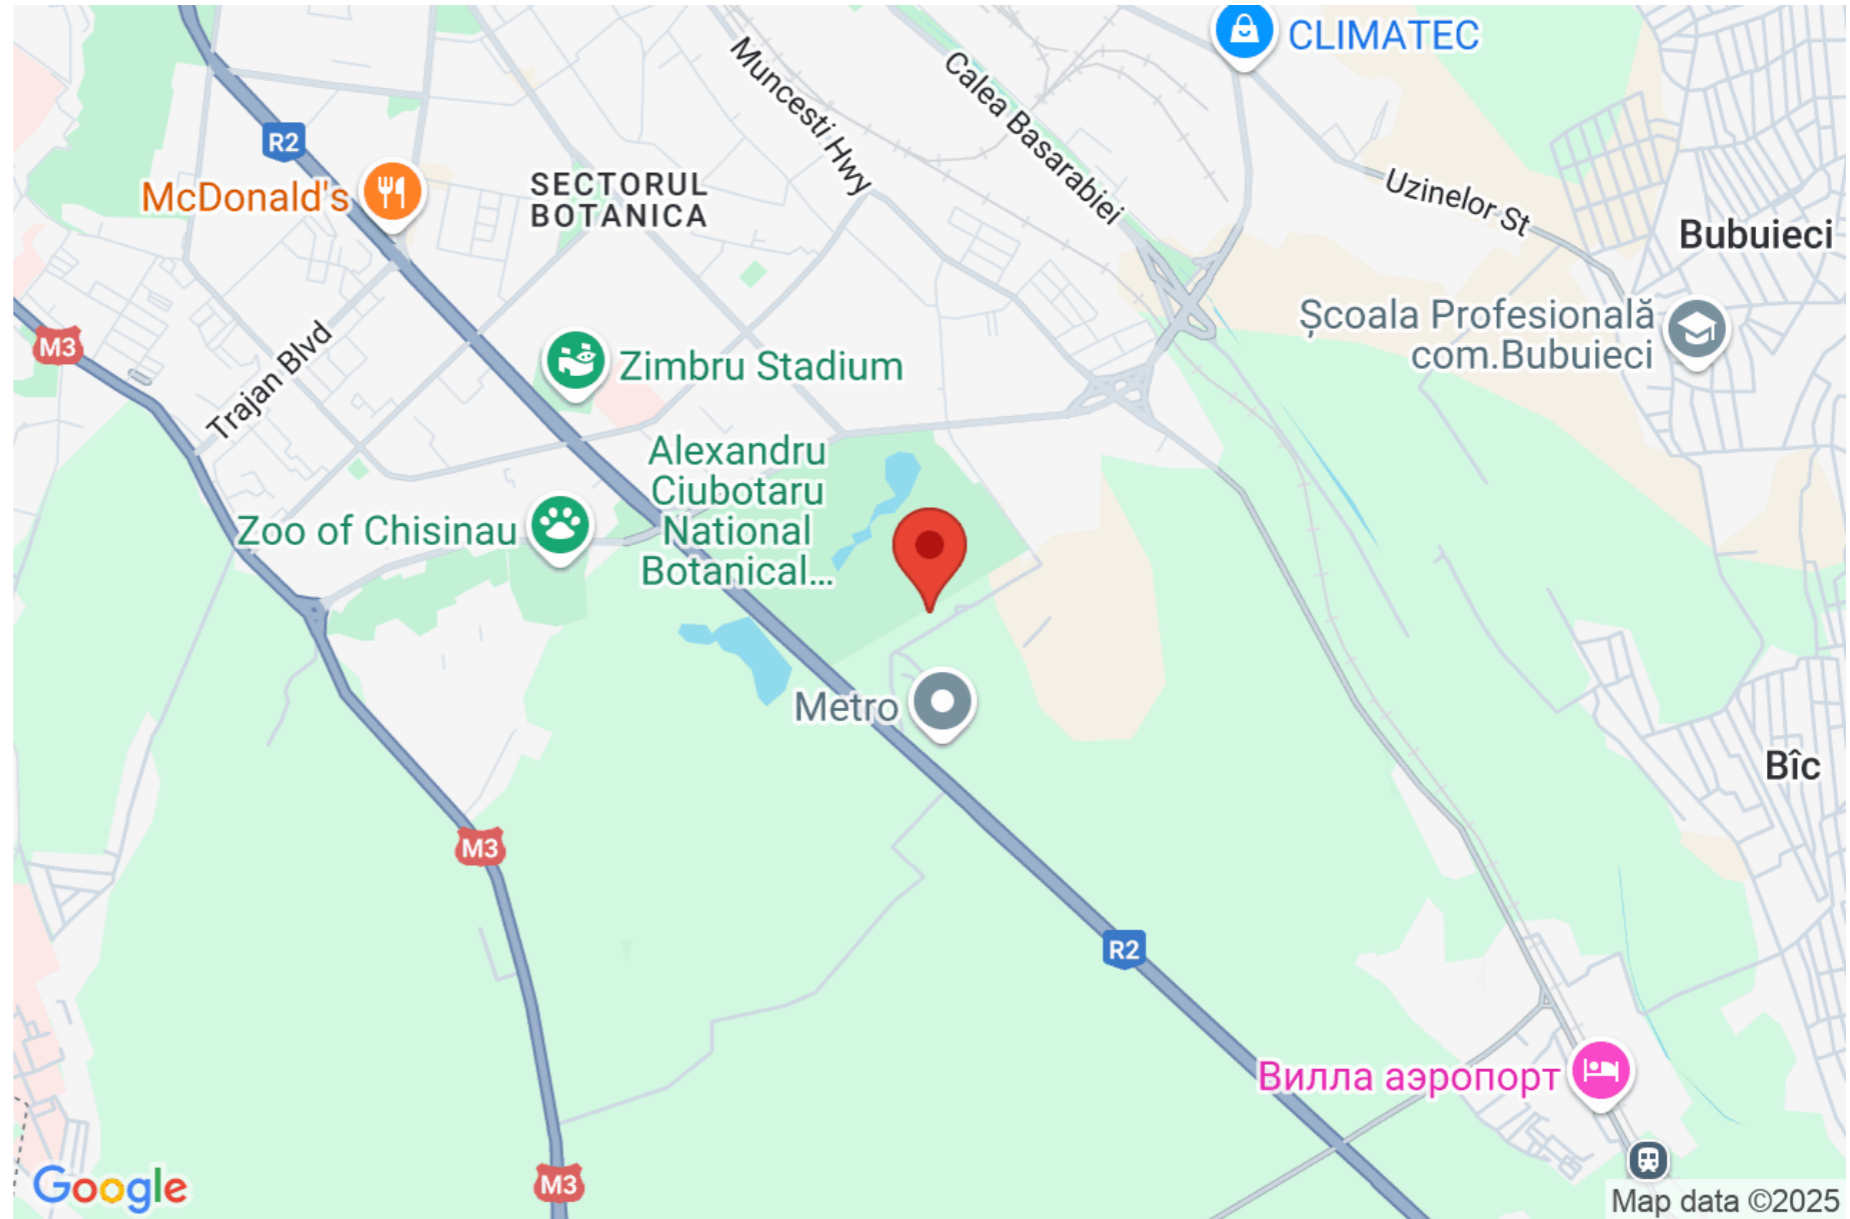 CLIMATEC
Muncesti Hwy
Calea Basarabiei
R2
McDonald's
SECTORUL
BOTANICA
Uzinelor St
Bubuieci
Școala Profesională
com.Bubuieci
M3
Trajan Blvd
Zimbru Stadium
Alexandru
Ciubotaru
National
Botanical...
Zoo of Chisinau
Metro
Bîc
M3
R2
Вилла аэропорт
M3
Google
Map data ©2025